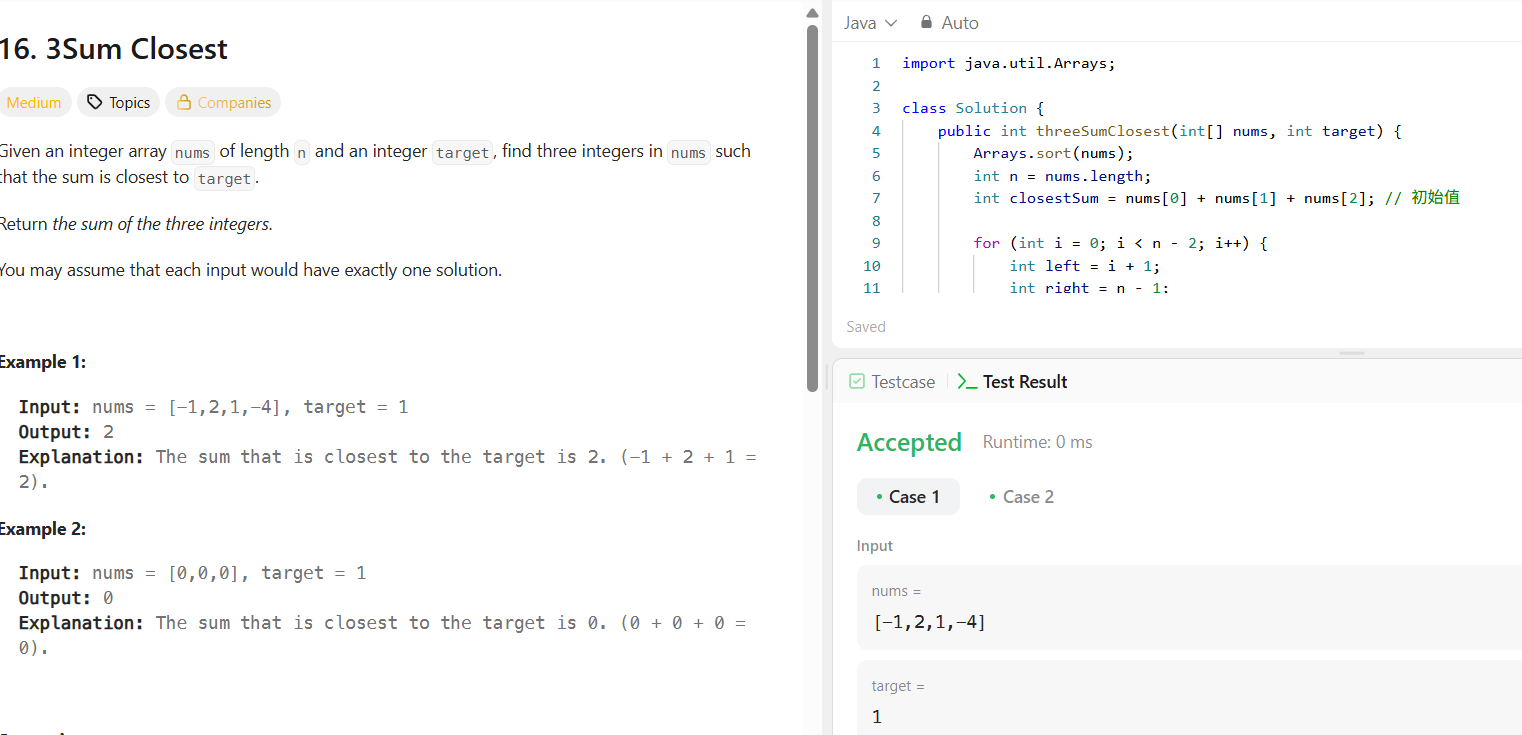 16. 3Sum Closest
Medium Topics Companies
Given an integer array nums of length n and an integer target, find three integers in nums such
that the sum is closest to target.
Return the sum of the three integers.
You may assume that each input would have exactly one solution.
Example 1:
Input: nums = [-1,2,1,-4], target = 1
Output: 2
Explanation: The sum that is closest to the target is 2. (-1 + 2 + 1 =
2).
Example 2:
Input: nums = [0,0,0], target = 1
Output: 0
Explanation: The sum that is closest to the target is 0. (0 + 0 + 0 =
0).
Java Auto
1 import java.util.Arrays;
2
3 class Solution {
4 public int threeSumClosest(int[] nums, int target) {
5 Arrays.sort(nums);
6 int n = nums.length;
7 int closestSum = nums[0] + nums[1] + nums[2]; // 初始值
8
9 for (int i = 0; i < n - 2; i++) {
10 int left = i + 1;
11 int right = n - 1;
Saved
Testcase Test Result
Accepted Runtime: 0 ms
Case 1 Case 2
Input
nums =
[-1,2,1,-4]
target =
1